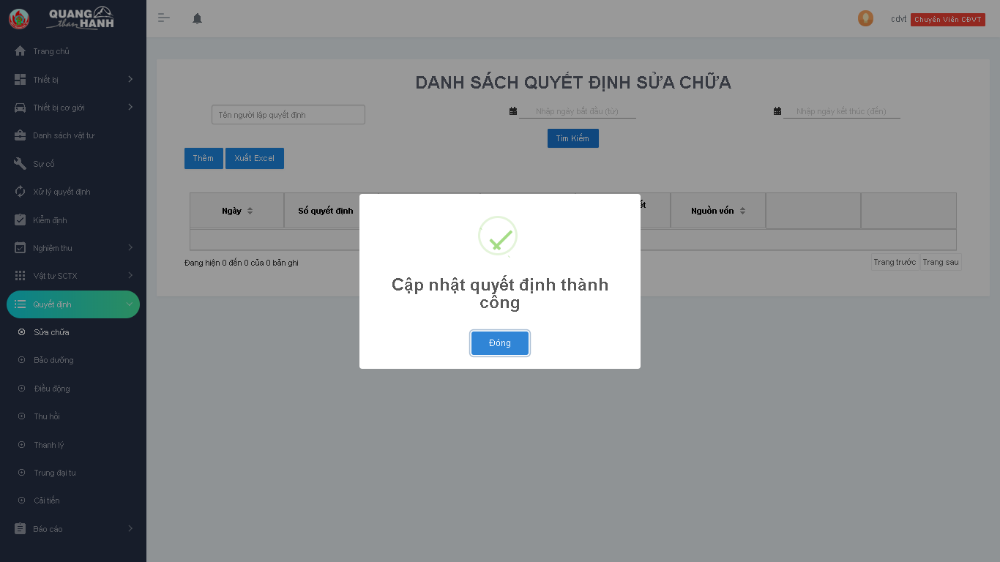 QUANG
than HANH
cdvt Chuyên Viên CĐVT
Trang chủ
Thiết bị
Thiết bị cơ giới
Danh sách vật tư
Sự cố
Xử lý quyết định
Kiểm định
Nghiệm thu
Vật tư SCTX
Quyết định
Sửa chữa
Bảo dưỡng
Điều động
Thu hồi
Thanh lý
Trung đại tu
Cải tiến
Báo cáo
DANH SÁCH QUYẾT ĐỊNH SỬA CHỮA
Tên người lập quyết định
Nhập ngày bắt đầu (từ)
Nhập ngày kết thúc (đến)
Tìm Kiếm
Thêm
Xuất Excel
Ngày
Số quyết định
Nguồn vốn
Đang hiện 0 đến 0 của 0 bản ghi
Trang trước
Trang sau
Cập nhật quyết định thành
công
Đóng